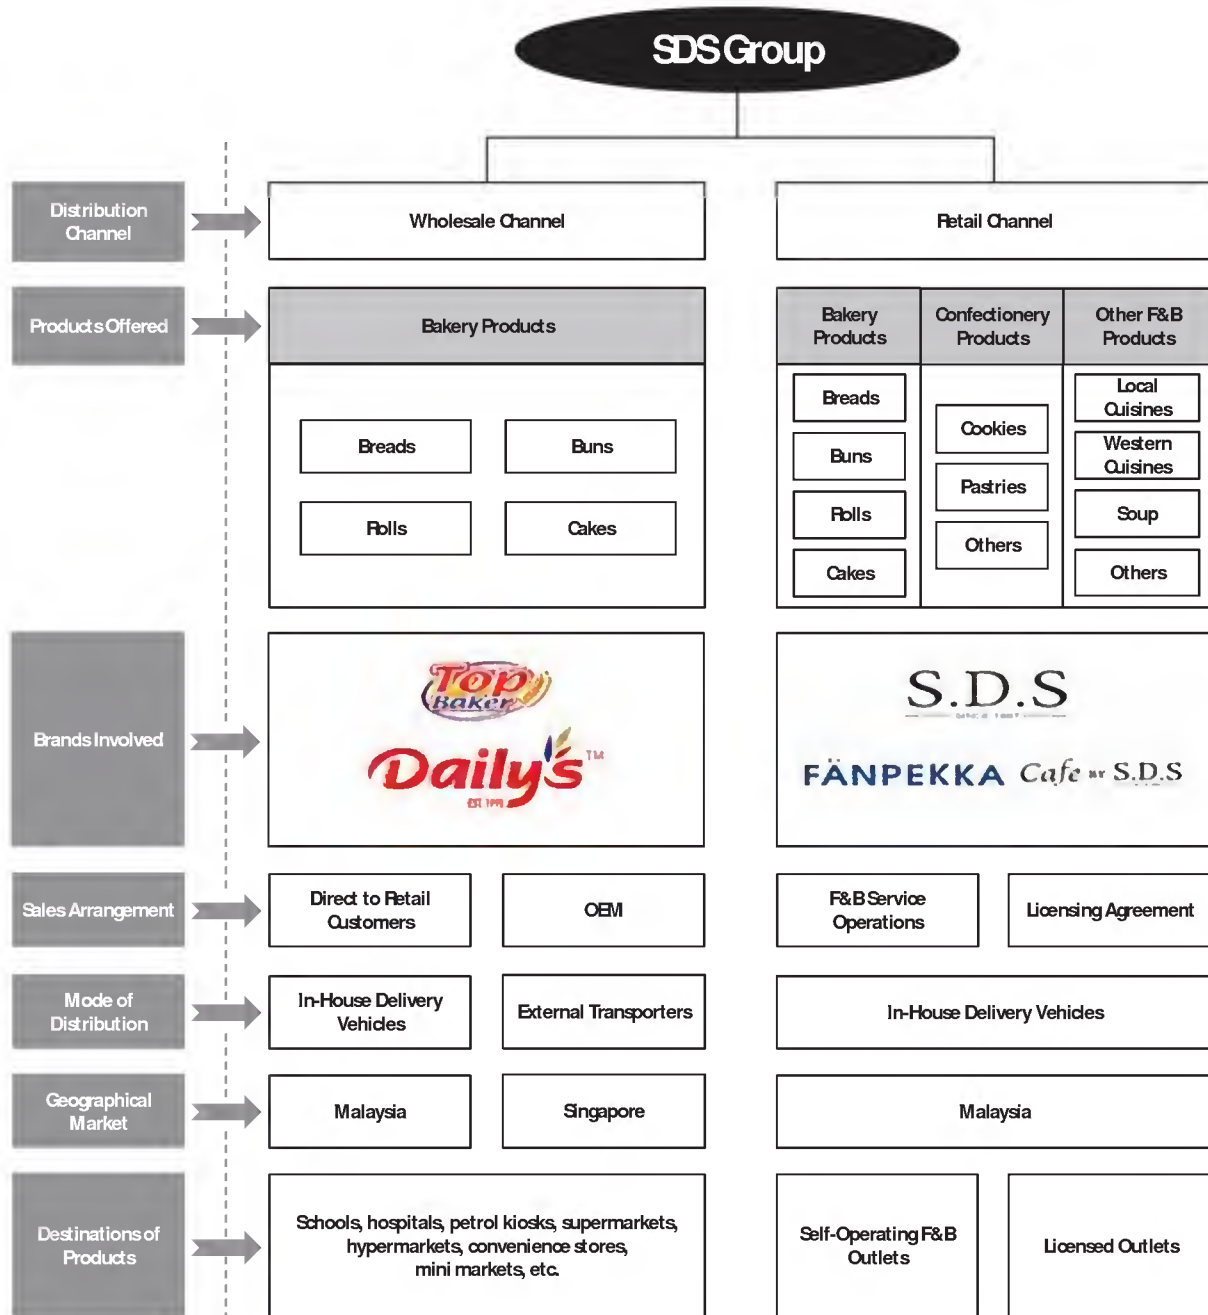 SDS Group
Distribution
Channel
Wholesale Channel
Retail Channel
Products Offered
Bakery Products
Bakery
Products
Confectionery
Products
Other F&B
Products
Breads
Buns
Rolls
Cakes
Breads
Buns
Rolls
Cakes
Cookies
Pastries
Others
Local
Cuisines
Western
Cuisines
Soup
Others
Brands Involved
Top
Baker
Daily's™
S.D.S
SINCE 1987
FÄNPEKKA
Cafe BY S.D.S
Sales Arrangement
Direct to Retail
Customers
OEM
F&B Service
Operations
Licensing Agreement
Mode of
Distribution
In-House Delivery
Vehicles
External Transporters
In-House Delivery Vehicles
Geographical
Market
Malaysia
Singapore
Malaysia
Destinations of
Products
Schools, hospitals, petrol kiosks, supermarkets,
hypermarkets, convenience stores,
mini markets, etc.
Self-Operating F&B
Outlets
Licensed Outlets